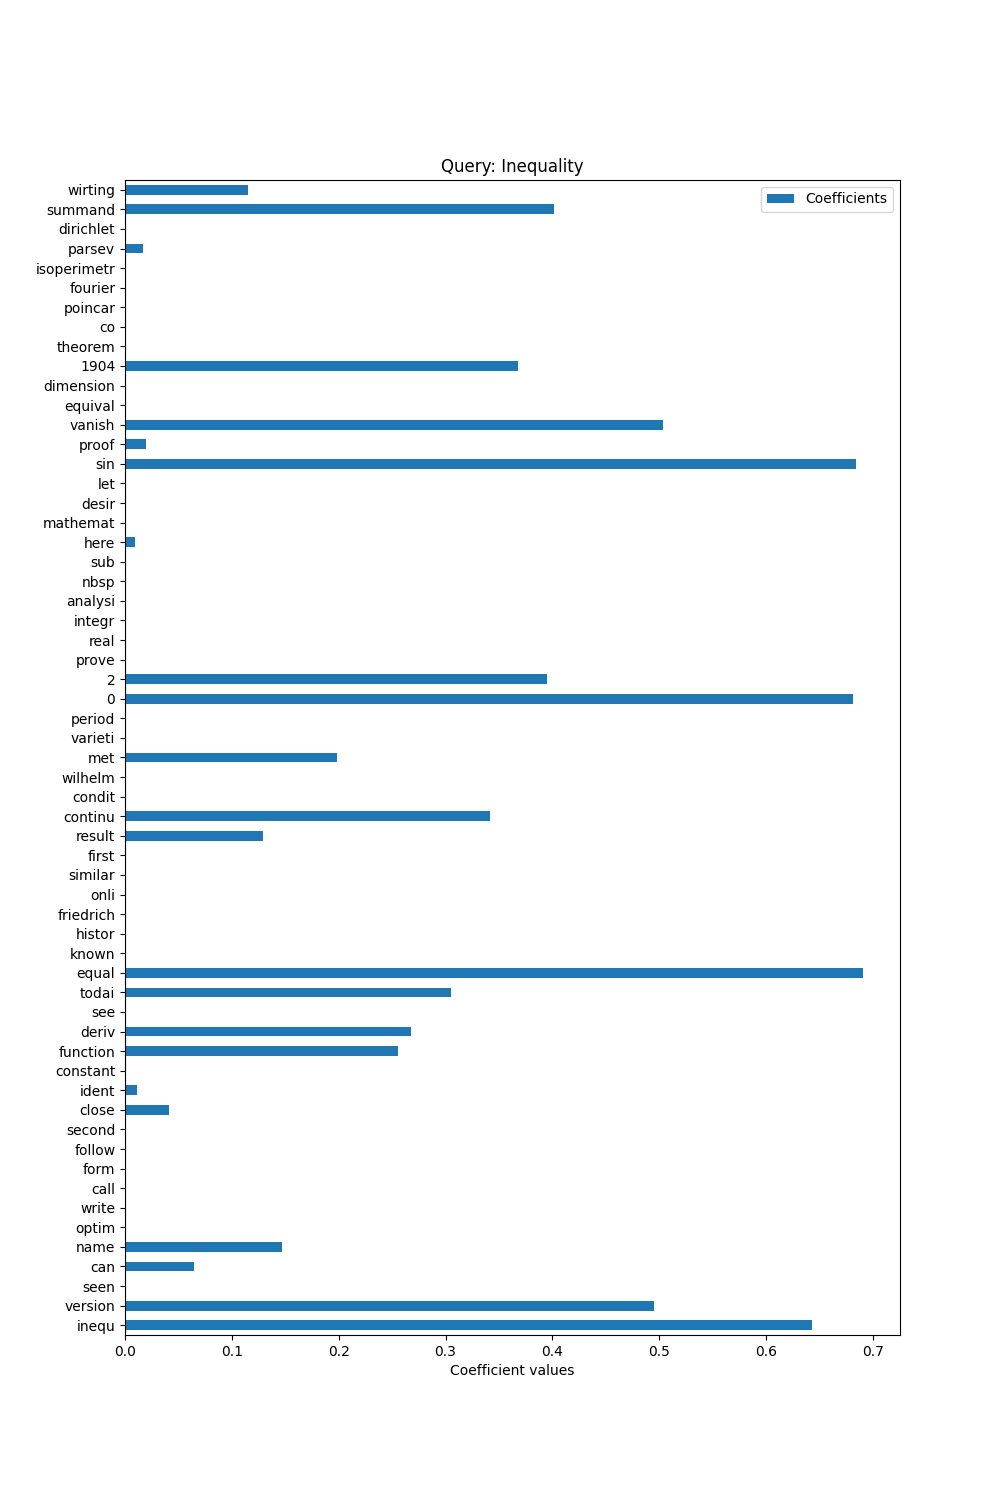 Query: Inequality
Coefficients
wirting
summand
dirichlet
parsev
isoperimetr
fourier
poincar
co
theorem
1904
dimension
equival
vanish
proof
sin
let
desir
mathemat
here
sub
nbsp
analysi
integr
real
prove
2
0
period
varieti
met
wilhelm
condit
continu
result
first
similar
onli
friedrich
histor
known
equal
todai
see
deriv
function
constant
ident
close
second
follow
form
call
write
optim
name
can
seen
version
inequ
0.0 0.1 0.2 0.3 0.4 0.5 0.6 0.7
Coefficient values